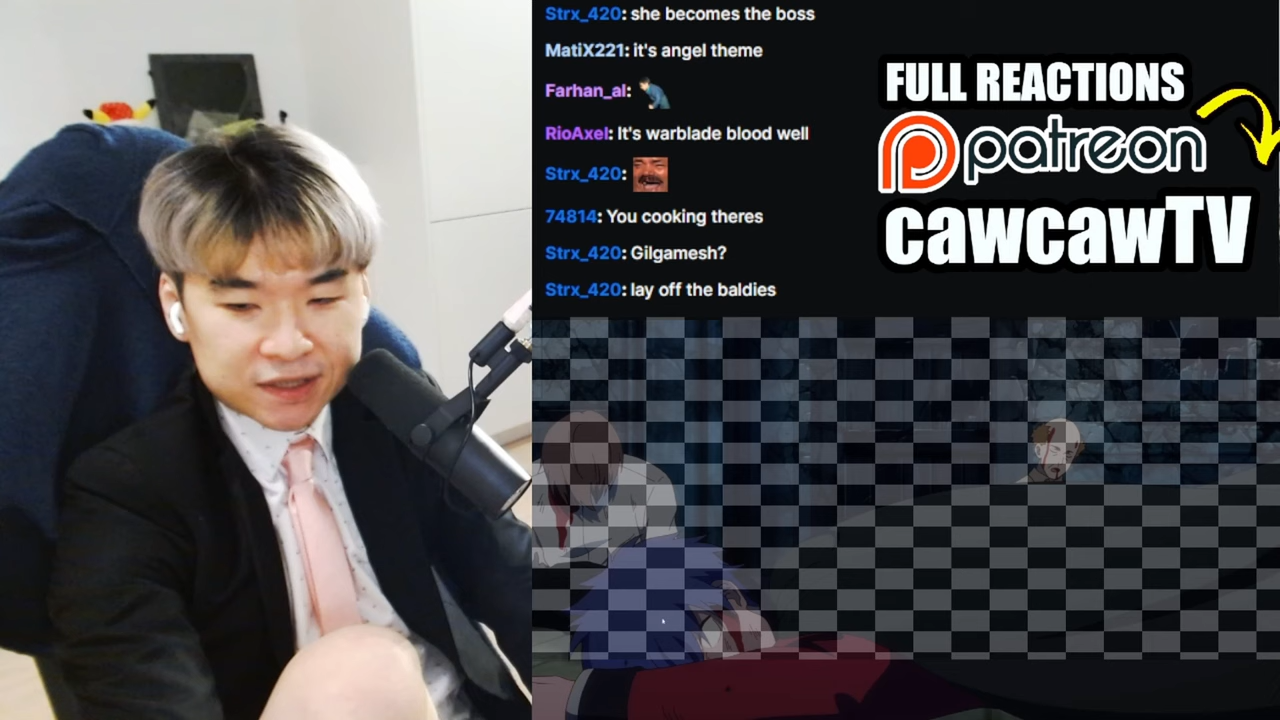 Strx_420: she becomes the boss
MatiX221: it's angel theme
Farhan_al:
RioAxel: It's warblade blood well
Strx_420:
74814: You cooking theres
Strx_420: Gilgamesh?
Strx_420: lay off the baldies
FULL REACTIONS
patreon
cawcawTV